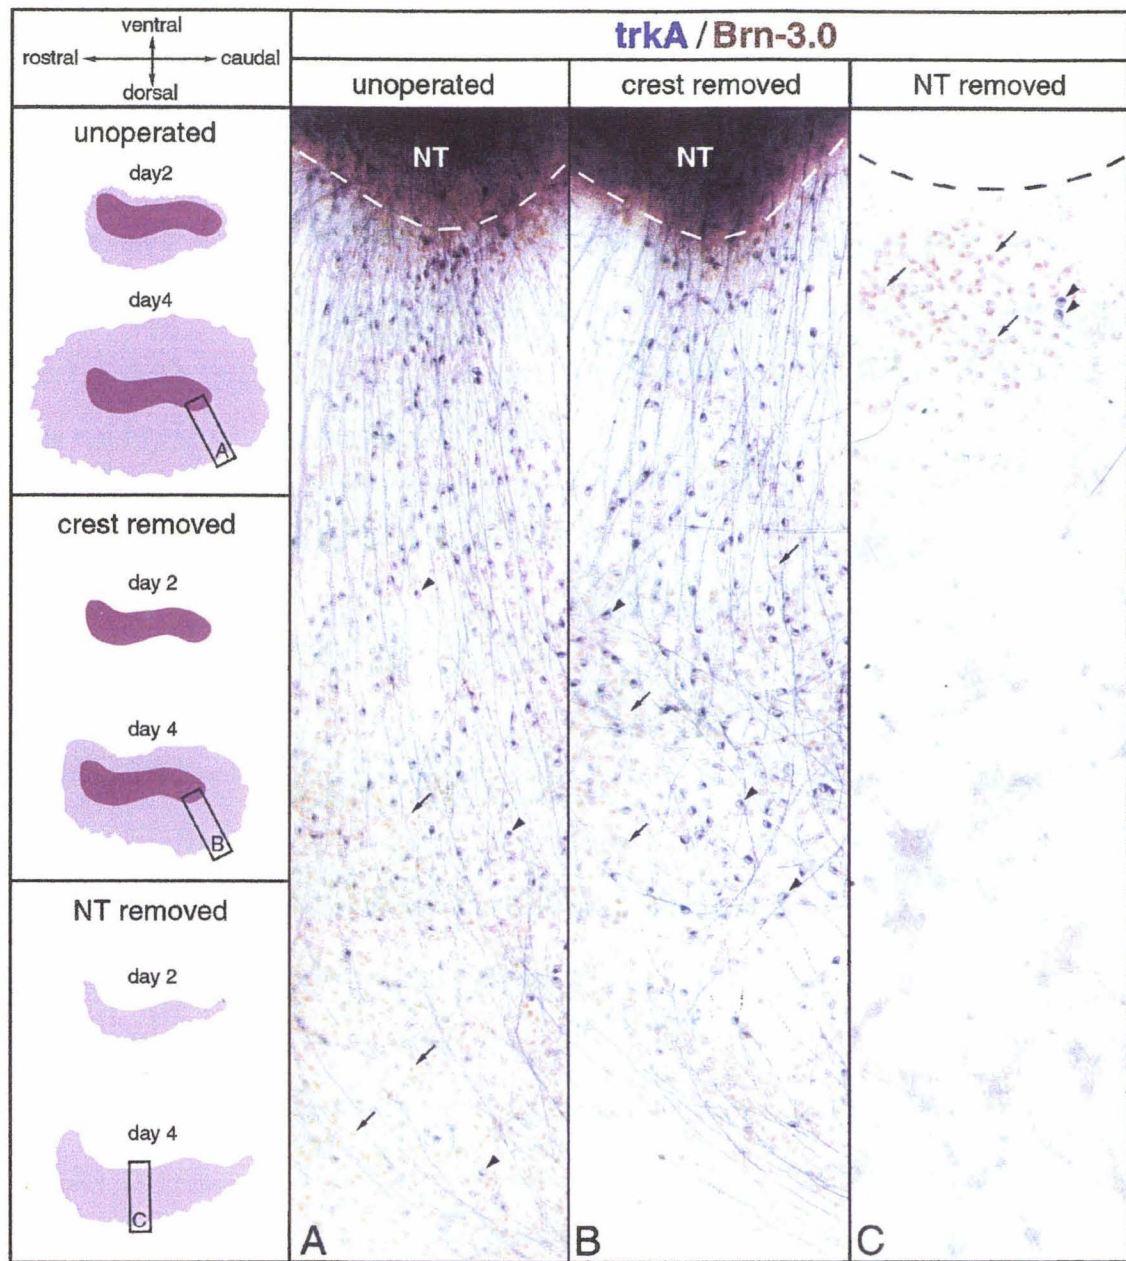 ventral
rostral caudal
dorsal
trkA / Brn-3.0
unoperated
crest removed
NT removed
unoperated
day2
day4
A
crest removed
day 2
day 4
B
NT removed
day 2
day 4
C
NT
NT
A
B
C